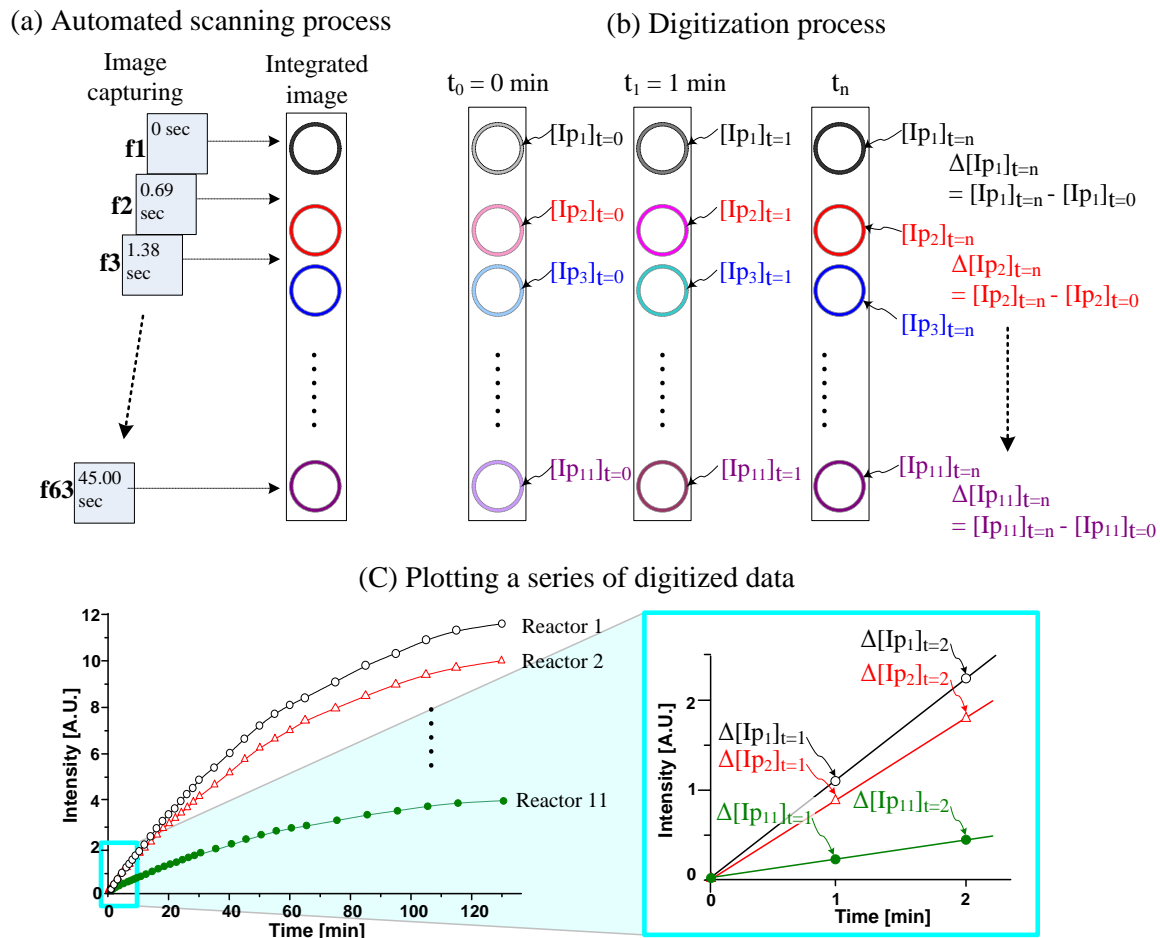 (a) Automated scanning process
Image
capturing
Integrated
image
f1
0 sec
f2
0.69
sec
f3
1.38
sec
f63
45.00
sec
(b) Digitization process
t₀ = 0 min
t₁ = 1 min
tₙ
[Ip₁]t=0
[Ip₁]t=1
[Ip₁]t=n
Δ[Ip₁]t=n
= [Ip₁]t=n - [Ip₁]t=0
[Ip₂]t=0
[Ip₂]t=1
[Ip₂]t=n
Δ[Ip₂]t=n
= [Ip₂]t=n - [Ip₂]t=0
[Ip₃]t=0
[Ip₃]t=1
[Ip₃]t=n
[Ip₁₁]t=0
[Ip₁₁]t=1
[Ip₁₁]t=n
Δ[Ip₁₁]t=n
= [Ip₁₁]t=n - [Ip₁₁]t=0
(C) Plotting a series of digitized data
Intensity [A.U.]
12
10
8
6
4
2
0
0 20 40 60 80 100 120
Time [min]
Reactor 1
Reactor 2
Reactor 11
Intensity [A.U.]
2
1
0
0 1 2
Time [min]
Δ[Ip₁]t=2
Δ[Ip₂]t=2
Δ[Ip₁]t=1
Δ[Ip₂]t=1
Δ[Ip₁₁]t=1
Δ[Ip₁₁]t=2